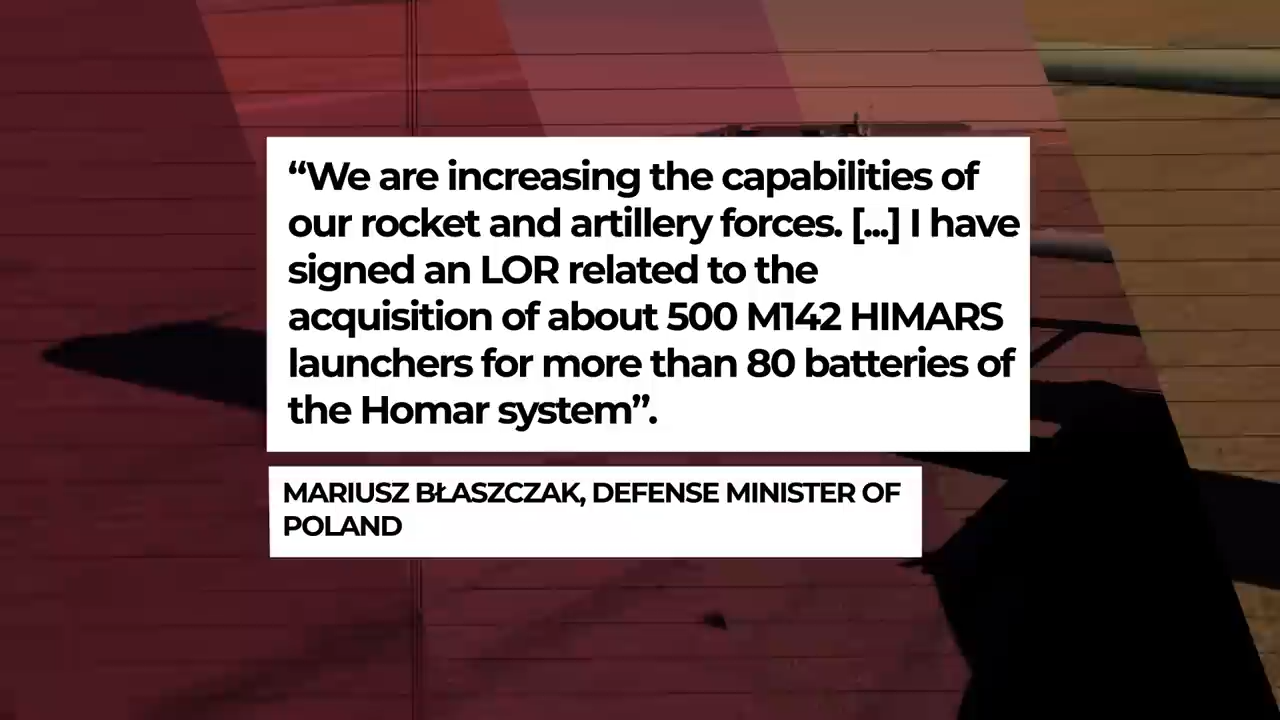 “We are increasing the capabilities of
our rocket and artillery forces. [...] I have
signed an LOR related to the
acquisition of about 500 M142 HIMARS
launchers for more than 80 batteries of
the Homar system”.
MARIUSZ BŁASZCZAK, DEFENSE MINISTER OF
POLAND